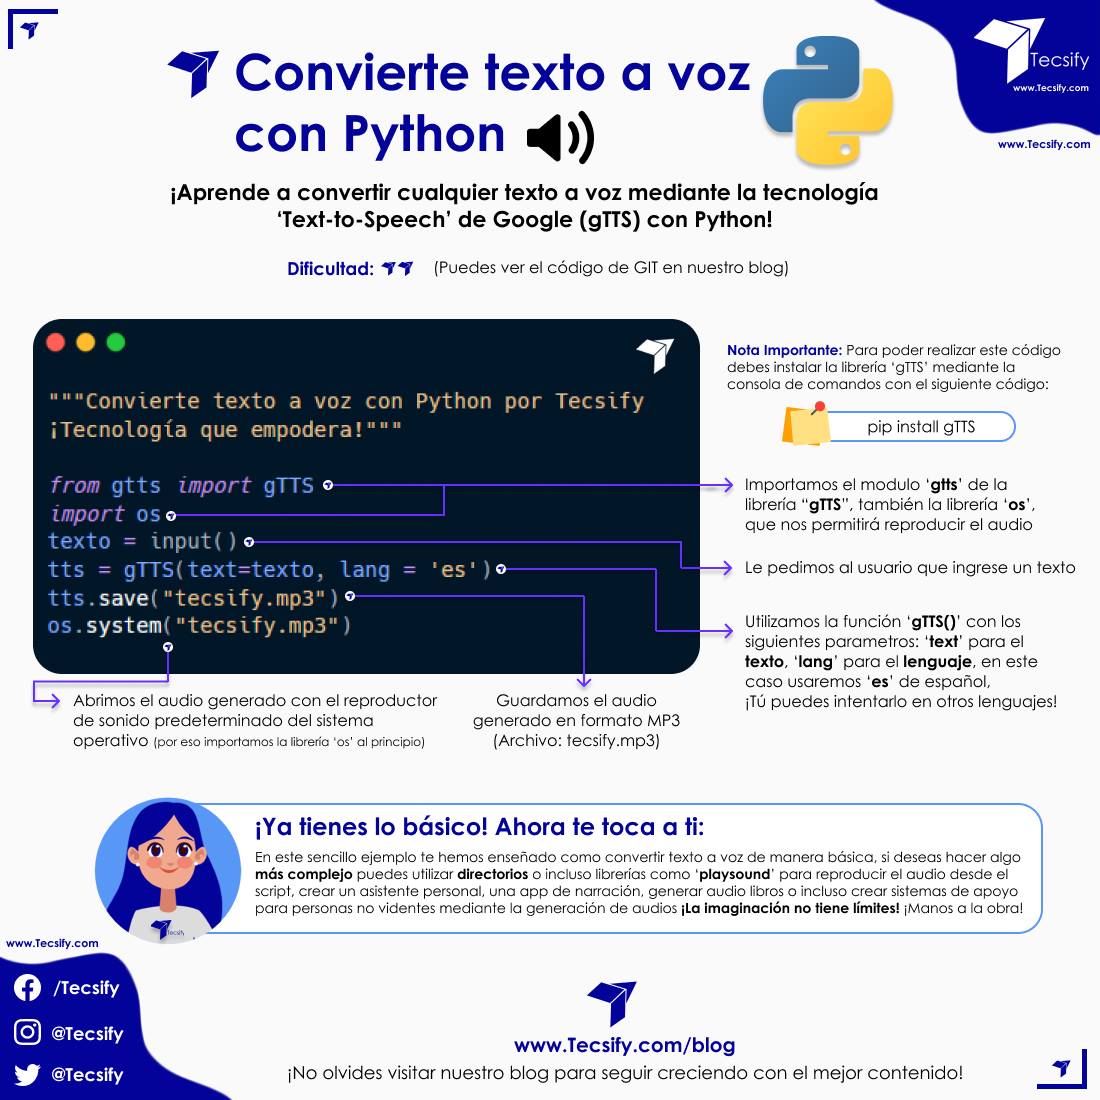 Tecsify
www.Tecsify.com
www.Tecsify.com
Convierte texto a voz
con Python
¡Aprende a convertir cualquier texto a voz mediante la tecnología
‘Text-to-Speech’ de Google (gTTS) con Python!
Dificultad:
(Puedes ver el código de GIT en nuestro blog)
"""Convierte texto a voz con Python por Tecsify
¡Tecnología que empodera!"""
from gtts import gTTS
import os
texto = input()
tts = gTTS(text=texto, lang = 'es')
tts.save("tecsify.mp3")
os.system("tecsify.mp3")
Nota Importante: Para poder realizar este código
debes instalar la librería ‘gTTS’ mediante la
consola de comandos con el siguiente código:
pip install gTTS
Importamos el modulo ‘gtts’ de la
librería “gTTS”, también la librería ‘os’,
que nos permitirá reproducir el audio
Le pedimos al usuario que ingrese un texto
Utilizamos la función ‘gTTS()’ con los
siguientes parametros: ‘text’ para el
texto, ‘lang’ para el lenguaje, en este
caso usaremos ‘es’ de español,
¡Tú puedes intentarlo en otros lenguajes!
Abrimos el audio generado con el reproductor
de sonido predeterminado del sistema
operativo (por eso importamos la librería ‘os’ al principio)
Guardamos el audio
generado en formato MP3
(Archivo: tecsify.mp3)
¡Ya tienes lo básico! Ahora te toca a ti:
En este sencillo ejemplo te hemos enseñado como convertir texto a voz de manera básica, si deseas hacer algo
más complejo puedes utilizar directorios o incluso librerías como ‘playsound’ para reproducir el audio desde el
script, crear un asistente personal, una app de narración, generar audio libros o incluso crear sistemas de apoyo
para personas no videntes mediante la generación de audios ¡La imaginación no tiene límites! ¡Manos a la obra!
Tecsify
www.Tecsify.com
/Tecsify
@Tecsify
@Tecsify
www.Tecsify.com/blog
¡No olvides visitar nuestro blog para seguir creciendo con el mejor contenido!